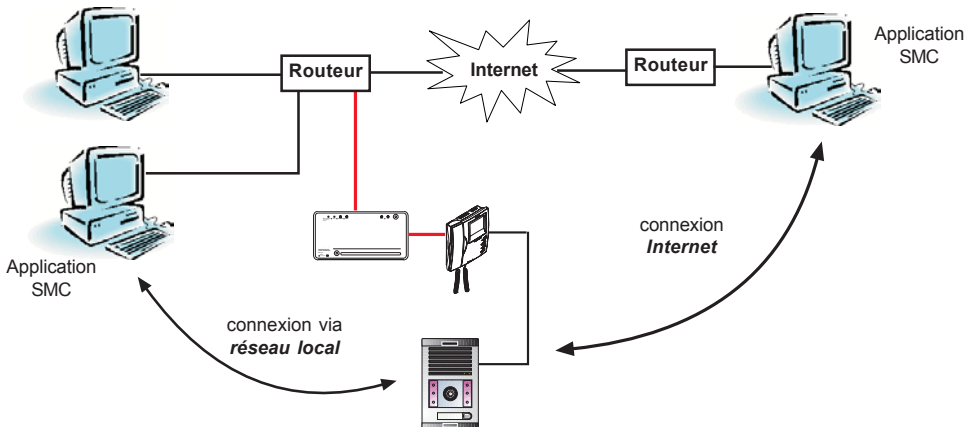 Routeur
Internet
Routeur
Application
SMC
connexion
Internet
Application
SMC
connexion via
réseau local